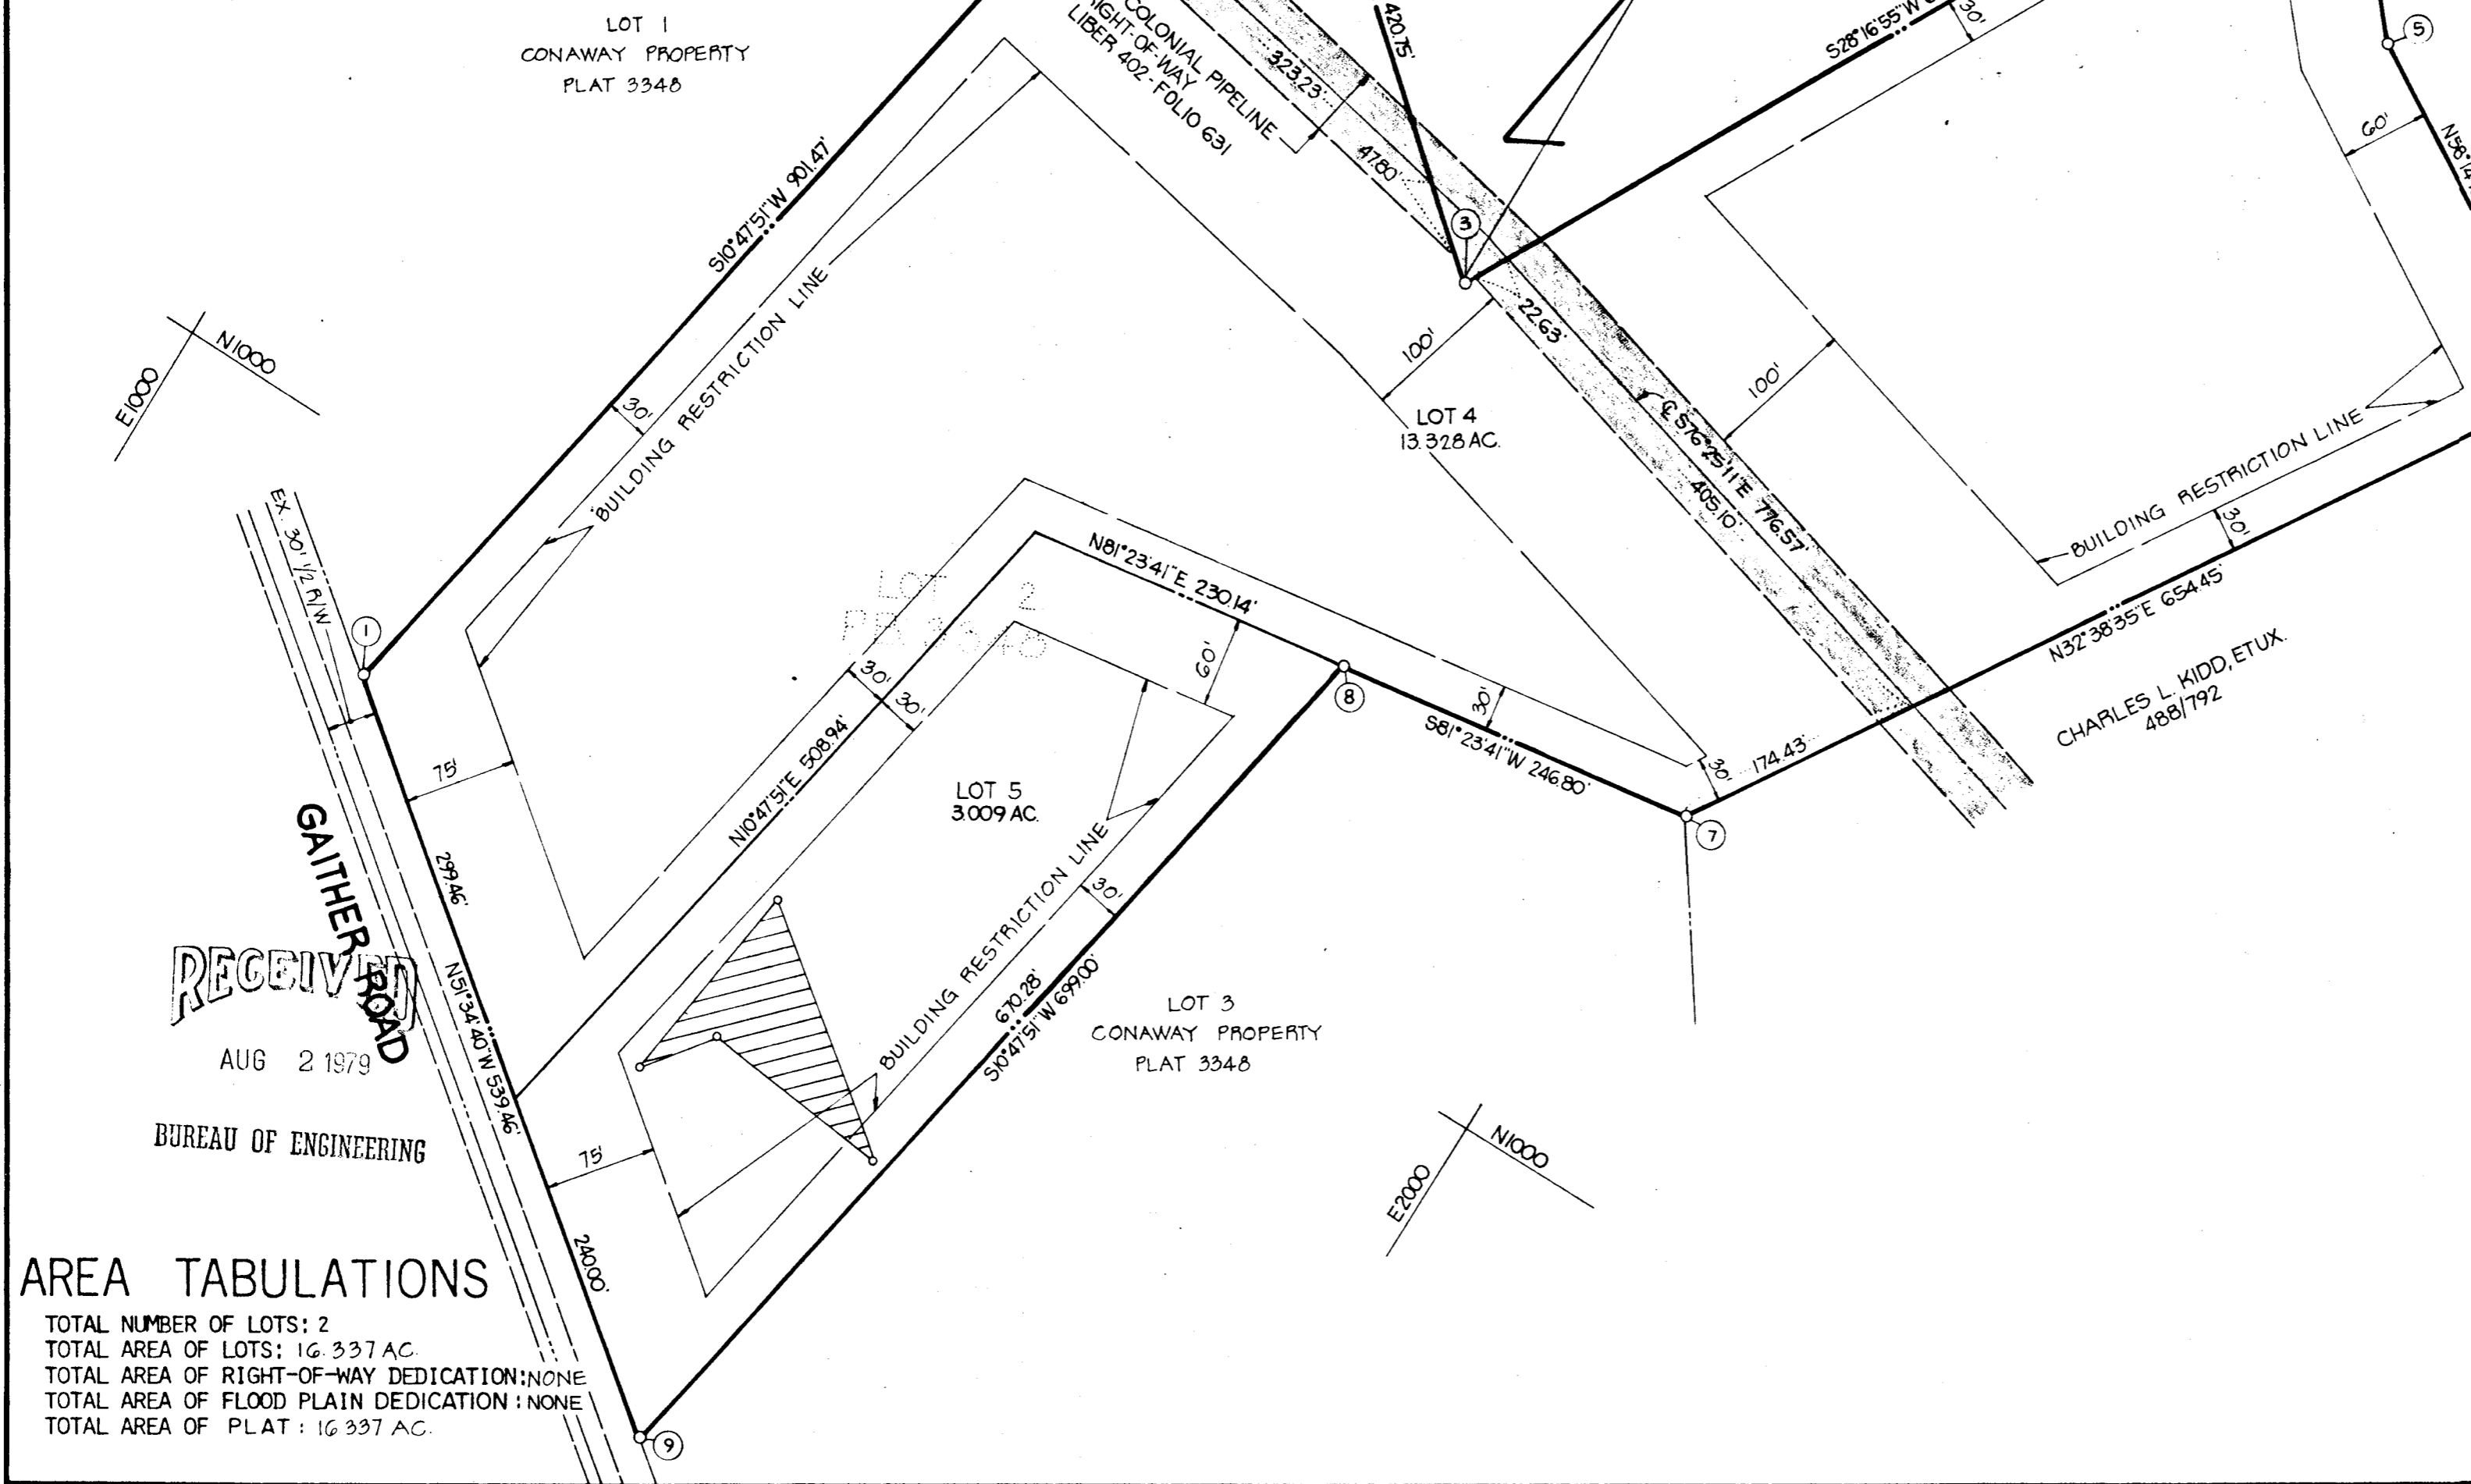 LOT 1
CONAWAY PROPERTY
PLAT 3348
COLONIAL PIPELINE
RIGHT-OF-WAY
LIBER 402-FOLIO 631
323.23'
420.75'
47.80'
S28°16'55"W
30'
5
60'
S10°47'51"W 901.47'
BUILDING RESTRICTION LINE
30'
3
22.63'
100'
100'
LOT 4
13.328 AC.
℄ S76°25'11"E 776.57'
405.10'
BUILDING RESTRICTION LINE
30'
N32°38'35"E 654.45'
CHARLES L. KIDD, ETUX.
488/792
N1000
E1000
EX. 30' 1/2 R/W
1
75'
299.46'
GAITHER ROAD
N51°34'40"W 539.46'
N81°23'41"E 230.14'
LOT 2
30'
30'
60'
8
30'
S81°23'41"W 246.80'
30'
174.43'
7
N10°47'51"E 508.94'
LOT 5
3.009 AC.
BUILDING RESTRICTION LINE
30'
670.28'
S10°47'51"W 699.00'
LOT 3
CONAWAY PROPERTY
PLAT 3348
75'
240.00'
9
N1000
E2000
RECEIVED
AUG 2 1979
BUREAU OF ENGINEERING
AREA TABULATIONS
TOTAL NUMBER OF LOTS: 2
TOTAL AREA OF LOTS: 16.337 AC.
TOTAL AREA OF RIGHT-OF-WAY DEDICATION: NONE
TOTAL AREA OF FLOOD PLAIN DEDICATION : NONE
TOTAL AREA OF PLAT : 16.337 AC.